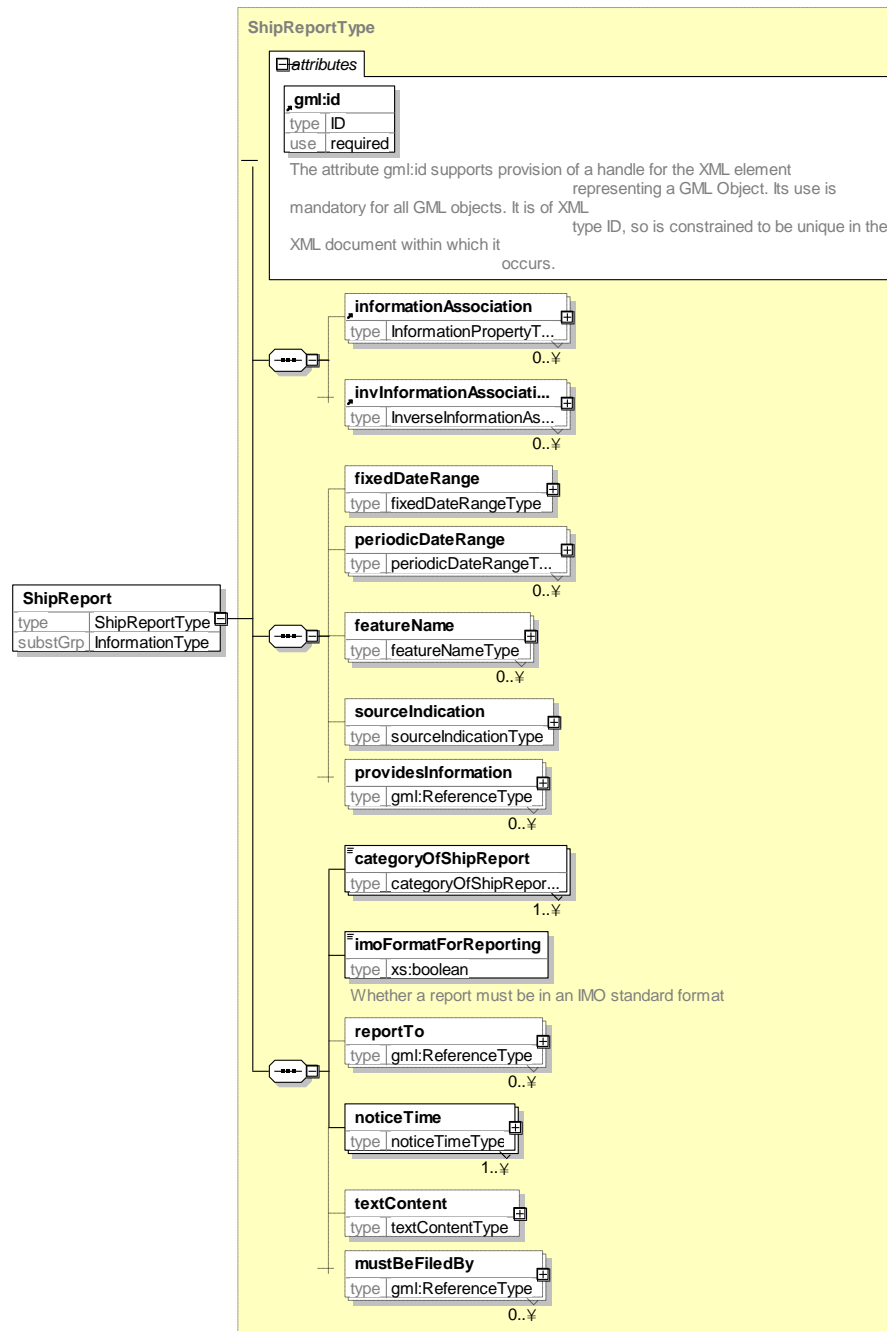 ShipReportType
attributes
gml:id
type ID
use required
The attribute gml:id supports provision of a handle for the XML element
representing a GML Object. Its use is
mandatory for all GML objects. It is of XML
type ID, so is constrained to be unique in the
XML document within which it
occurs.
informationAssociation
type InformationPropertyT...
0..¥
invInformationAssociati...
type InverseInformationAs...
0..¥
fixedDateRange
type fixedDateRangeType
periodicDateRange
type periodicDateRangeT...
0..¥
ShipReport
type ShipReportType
substGrp InformationType
featureName
type featureNameType
0..¥
sourceIndication
type sourceIndicationType
providesInformation
type gml:ReferenceType
0..¥
categoryOfShipReport
type categoryOfShipRepor...
1..¥
imoFormatForReporting
type xs:boolean
Whether a report must be in an IMO standard format
reportTo
type gml:ReferenceType
0..¥
noticeTime
type noticeTimeType
1..¥
textContent
type textContentType
mustBeFiledBy
type gml:ReferenceType
0..¥